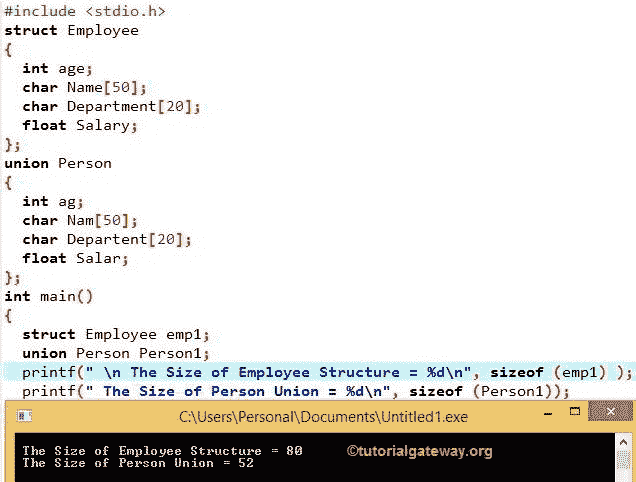 #include <stdio.h>
struct Employee
{
  int age;
  char Name[50];
  char Department[20];
  float Salary;
};
union Person
{
  int ag;
  char Nam[50];
  char Departent[20];
  float Salar;
};
int main()
{
  struct Employee emp1;
  union Person Person1;
  printf(" \n The Size of Employee Structure = %d\n", sizeof (emp1) );
  printf(" The Size of Person Union = %d\n", sizeof (Person1));
C:\Users\Personal\Documents\Untitled1.exe
The Size of Employee Structure = 80 ©tutorialgateway.org
The Size of Person Union = 52